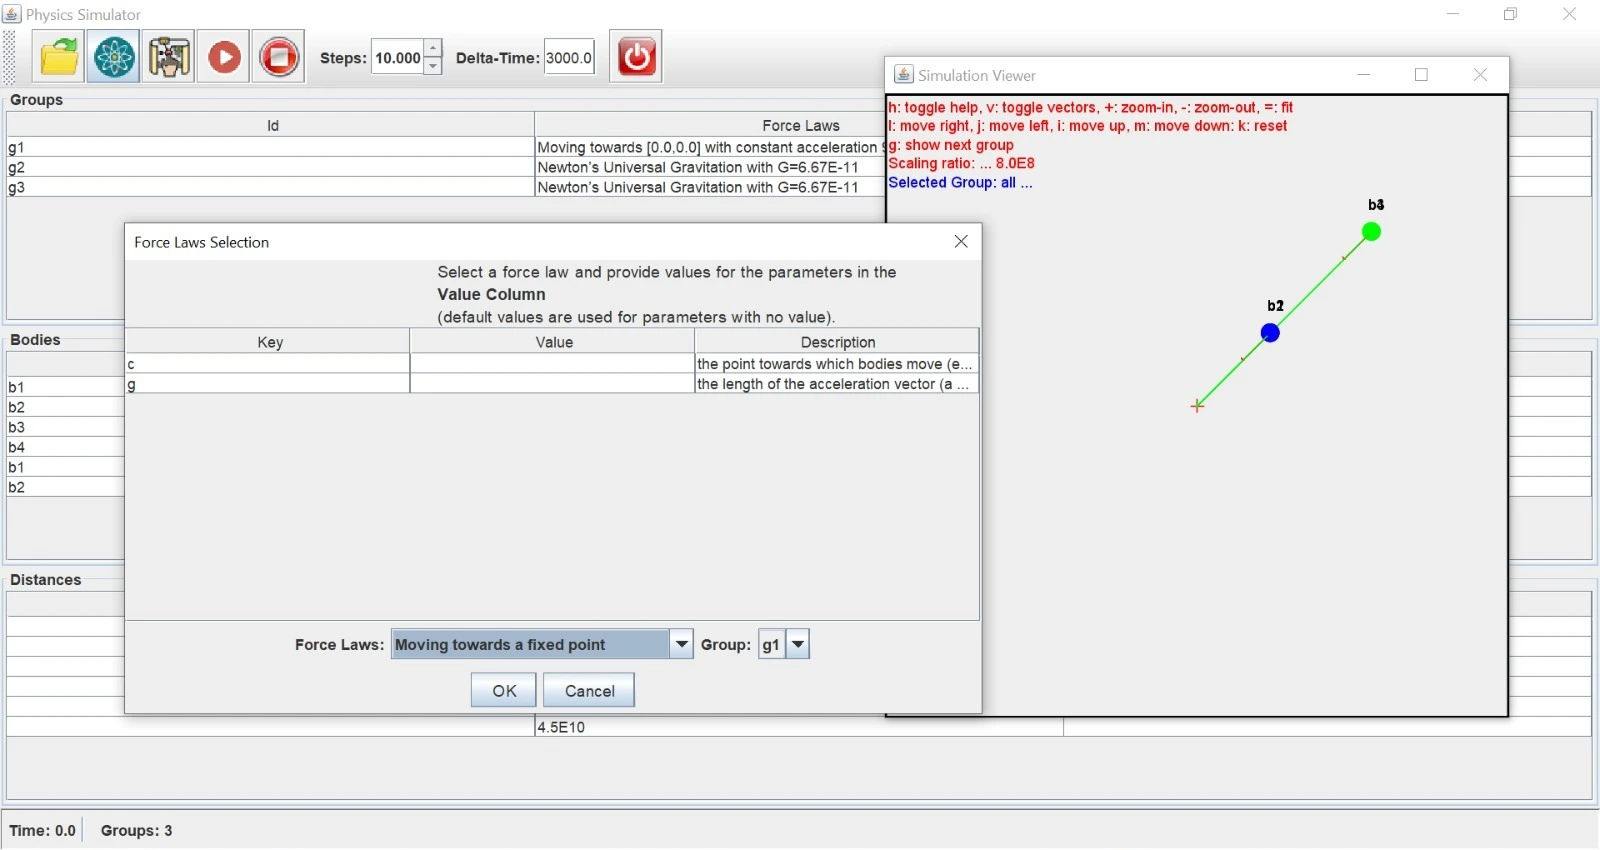 Physics Simulator
Steps: 10.000 Delta-Time: 3000.0
Groups
Id Force Laws
g1 Moving towards [0.0,0.0] with constant acceleration
g2 Newton's Universal Gravitation with G=6.67E-11
g3 Newton's Universal Gravitation with G=6.67E-11
Simulation Viewer
h: toggle help, v: toggle vectors, +: zoom-in, -: zoom-out, =: fit
l: move right, j: move left, i: move up, m: move down: k: reset
g: show next group
Scaling ratio: ... 8.0E8
Selected Group: all ...
Force Laws Selection
Select a force law and provide values for the parameters in the
Value Column
(default values are used for parameters with no value).
Key Value Description
c the point towards which bodies move (e...
g the length of the acceleration vector (a ...
Force Laws: Moving towards a fixed point Group: g1
OK Cancel
Bodies
b1
b2
b3
b4
b1
b2
Distances
4.5E10
Time: 0.0 Groups: 3